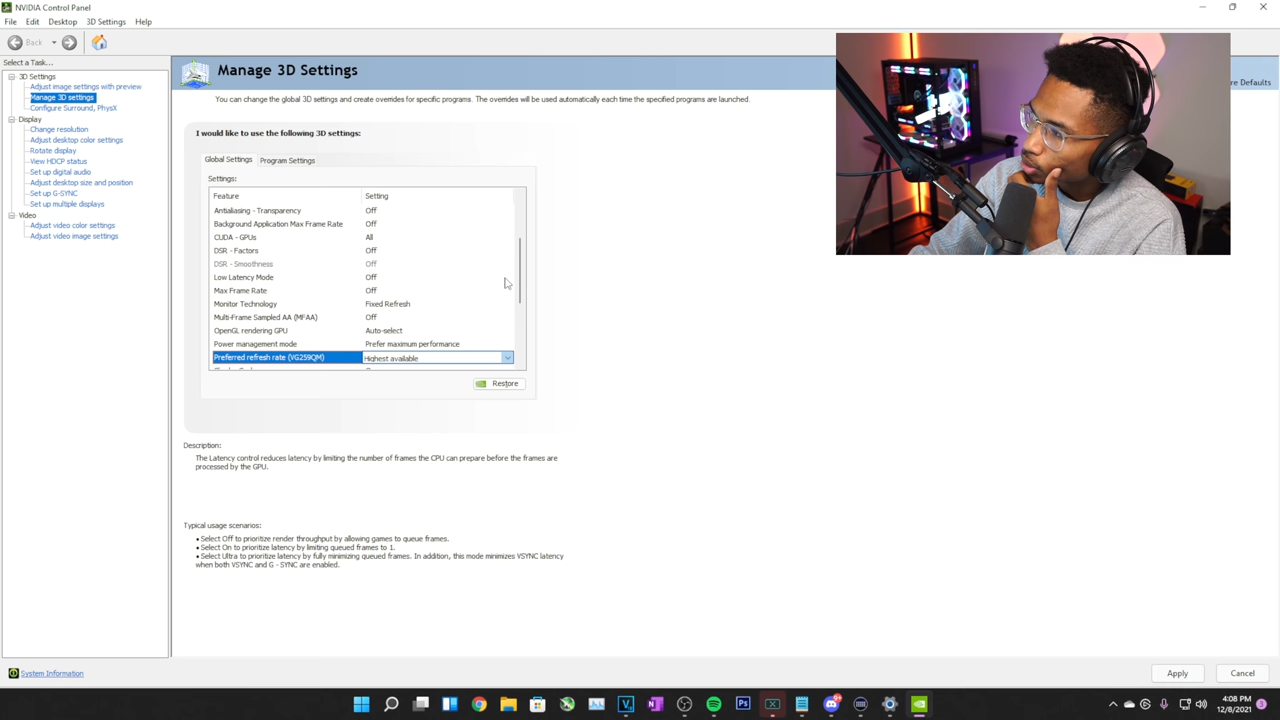 NVIDIA Control Panel
File Edit Desktop 3D Settings Help
Back
Select a Task...
3D Settings
Adjust image settings with preview
Manage 3D settings
Configure Surround, PhysX
Display
Change resolution
Adjust desktop color settings
Rotate display
View HDCP status
Set up digital audio
Adjust desktop size and position
Set up G-SYNC
Set up multiple displays
Video
Adjust video color settings
Adjust video image settings
System Information
Manage 3D Settings
re Defaults
You can change the global 3D settings and create overrides for specific programs. The overrides will be used automatically each time the specified programs are launched.
I would like to use the following 3D settings:
Global Settings Program Settings
Settings:
Feature Setting
Antialiasing - Transparency Off
Background Application Max Frame Rate Off
CUDA - GPUs All
DSR - Factors Off
DSR - Smoothness Off
Low Latency Mode Off
Max Frame Rate Off
Monitor Technology Fixed Refresh
Multi-Frame Sampled AA (MFAA) Off
OpenGL rendering GPU Auto-select
Power management mode Prefer maximum performance
Preferred refresh rate (VG259QM) Highest available
Restore
Description:
The Latency control reduces latency by limiting the number of frames the CPU can prepare before the frames are
processed by the GPU.
Typical usage scenarios:
• Select Off to prioritize render throughput by allowing games to queue frames.
• Select On to prioritize latency by limiting queued frames to 1.
• Select Ultra to prioritize latency by fully minimizing queued frames. In addition, this mode minimizes VSYNC latency
when both VSYNC and G - SYNC are enabled.
Apply Cancel
4:08 PM
12/8/2021